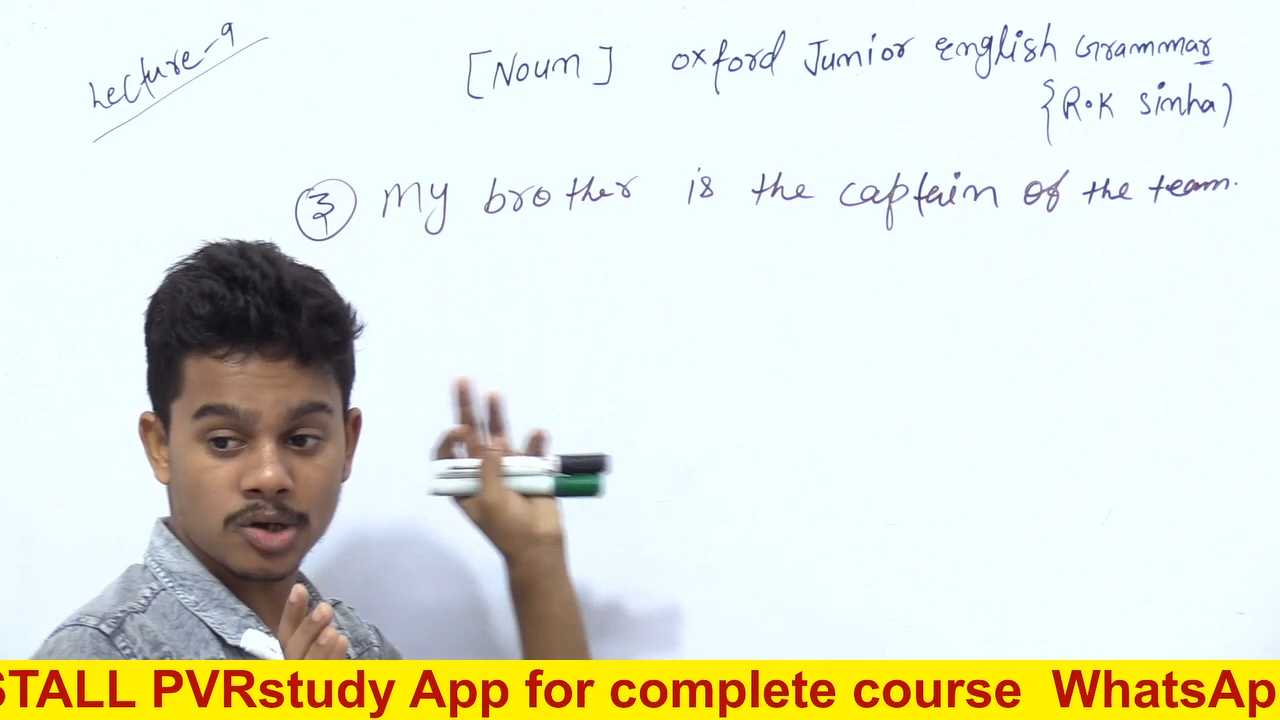 Lecture-9
[Noun] Oxford Junior English Grammar
{R.K Sinha)
3 My brother is the captain of the team.
STALL PVRstudy App for complete course WhatsAp